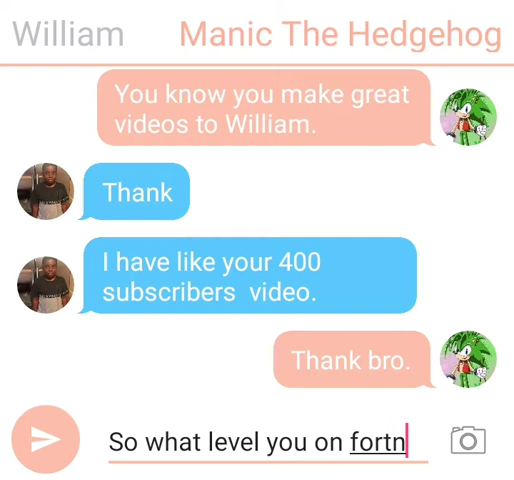 William Manic The Hedgehog
You know you make great
videos to William.
Thank
I have like your 400
subscribers video.
Thank bro.
So what level you on fortn